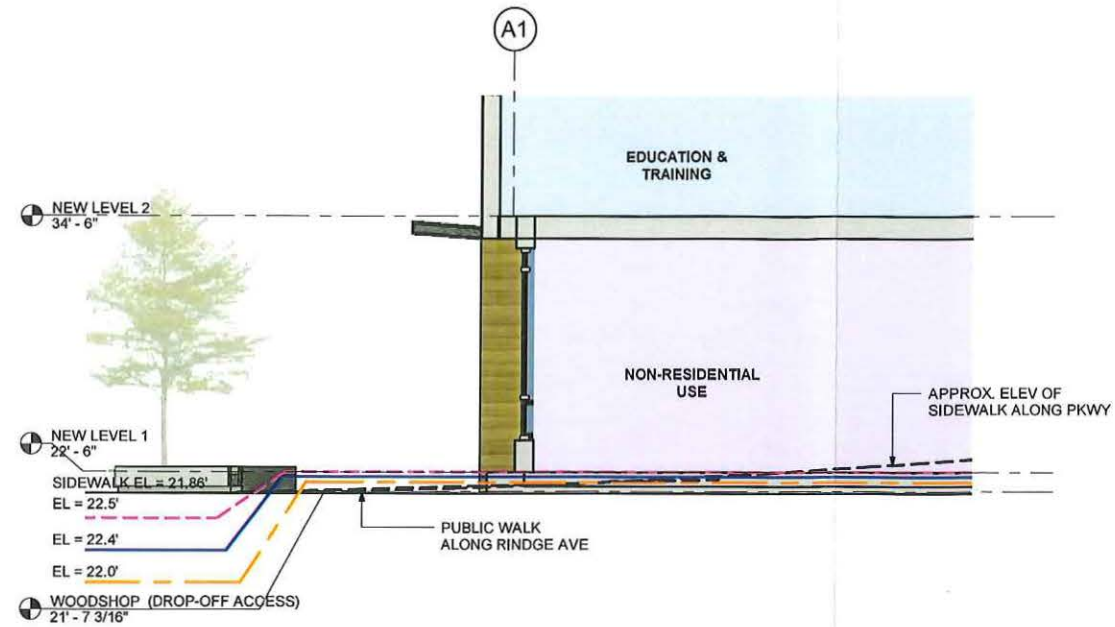 A1
EDUCATION &
TRAINING
NEW LEVEL 2
34' - 6"
NON-RESIDENTIAL
USE
APPROX. ELEV OF
SIDEWALK ALONG PKWY
NEW LEVEL 1
22' - 6"
SIDEWALK EL = 21.86'
EL = 22.5'
PUBLIC WALK
ALONG RINDGE AVE
EL = 22.4'
EL = 22.0'
WOODSHOP (DROP-OFF ACCESS)
21' - 7 3/16"